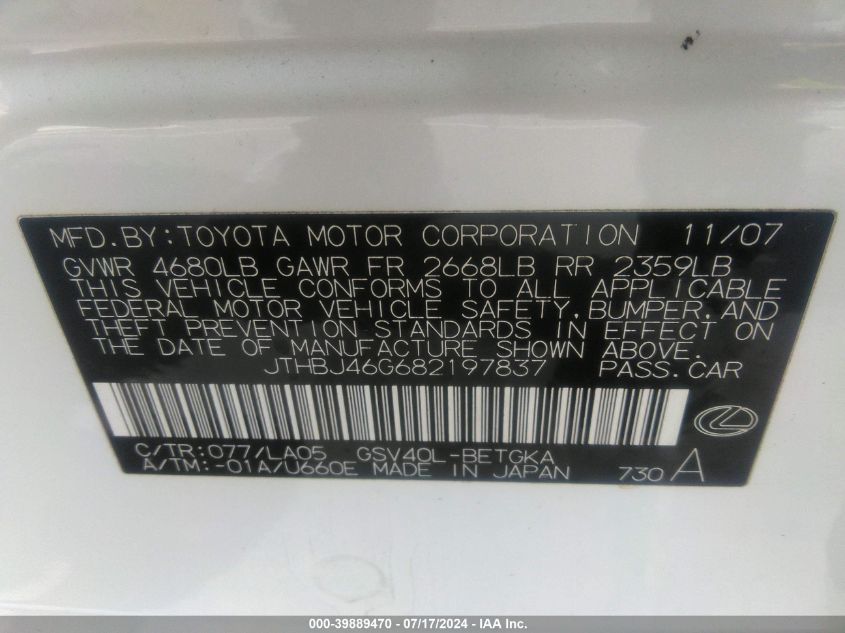 MFD.BY:TOYOTA MOTOR CORPORATION 11/07
GVWR 4680LB GAWR FR 2668LB RR 2359LB
THIS VEHICLE CONFORMS TO ALL APPLICABLE
FEDERAL MOTOR VEHICLE SAFETY,BUMPER,AND
THEFT PREVENTION STANDARDS IN EFFECT ON
THE DATE OF MANUFACTURE SHOWN ABOVE.
JTHBJ46G682197837 PASS.CAR
C/TR:077/LA05 GSV40L-BETGKA
A/TM:-01A/U660E MADE IN JAPAN 730 A
000-39889470 - 07/17/2024 - IAA Inc.